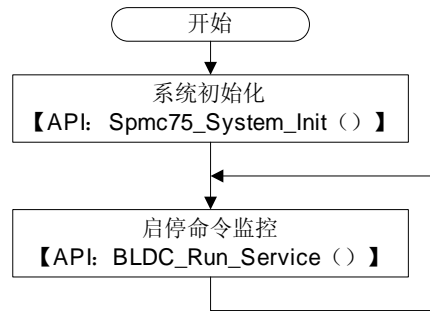 开始
系统初始化
【API：Spmc75_System_Init（）】
启停命令监控
【API：BLDC_Run_Service（）】